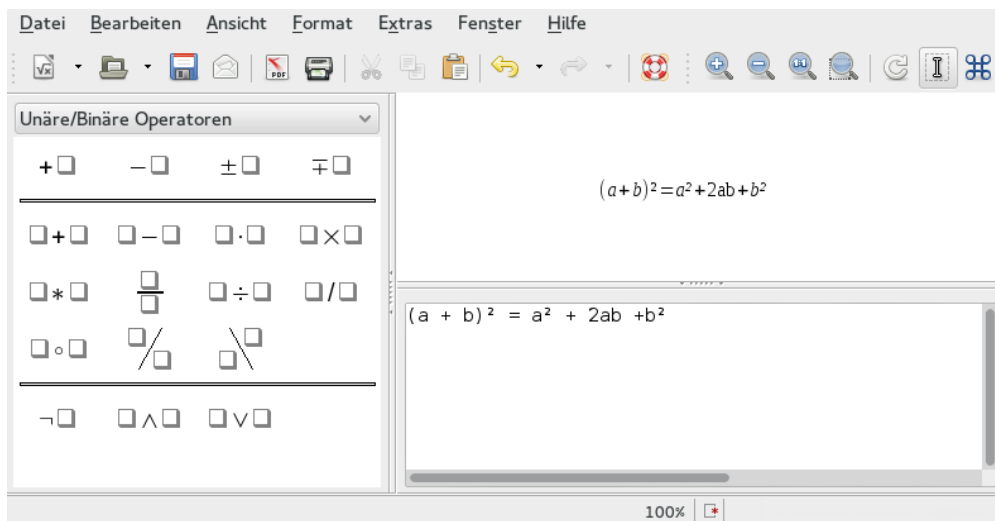 Datei Bearbeiten Ansicht Format Extras Fenster Hilfe
PDF
Unäre/Binäre Operatoren
+□ −□ ±□ ∓□
□+□ □−□ □·□ □×□
□∗□ □/□ □÷□ □/□
□∘□ □/□ □\□
¬□ □∧□ □∨□
(a+b)²=a²+2ab+b²
(a + b)² = a² + 2ab +b²
100%